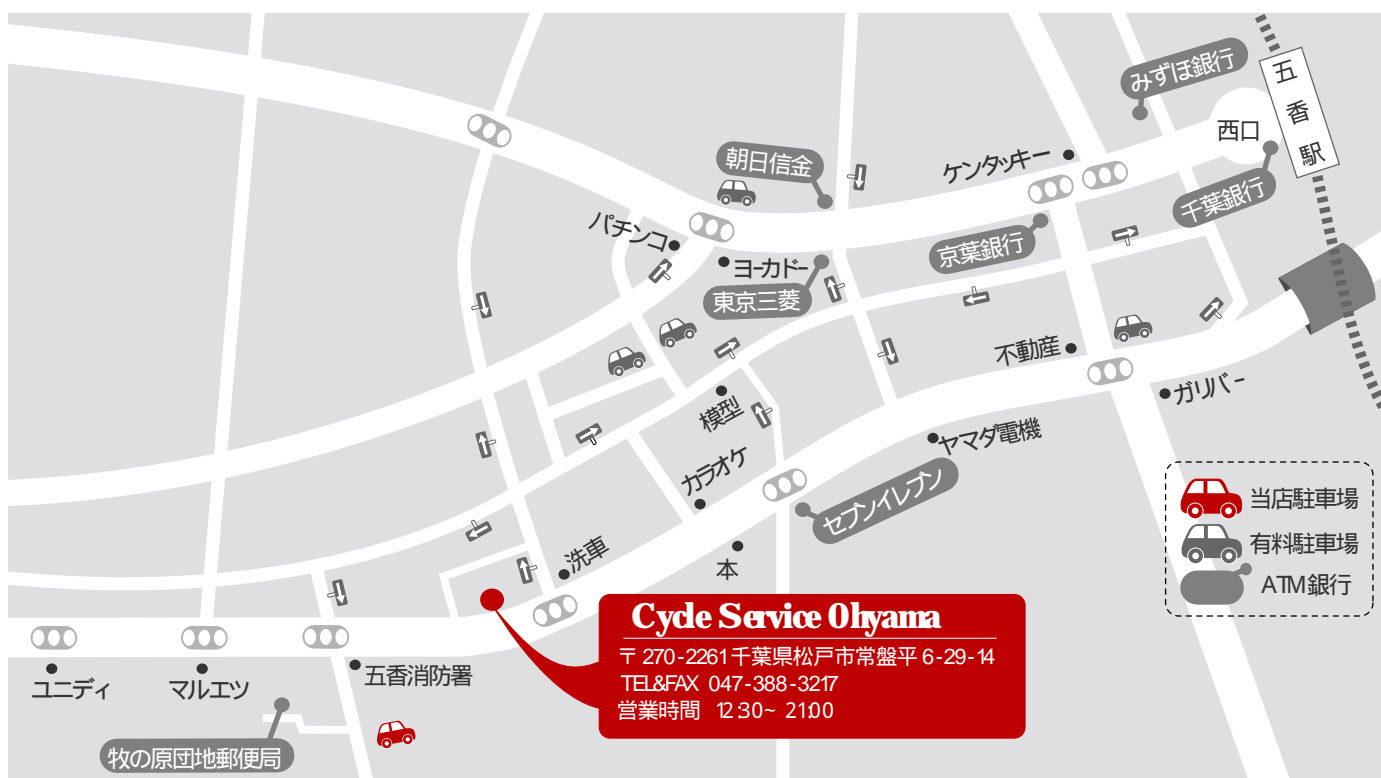 みずほ銀行
五香駅
西口
朝日信金
ケンタッキー
千葉銀行
パチンコ
京葉銀行
ヨーカドー
東京三菱
不動産
ガリバー
模型
ヤマダ電機
カラオケ
セブンイレブン
当店駐車場
有料駐車場
ATM銀行
洗車
本
Cycle Service Ohyama
〒270-2261千葉県松戸市常盤平6-29-14
TEL&FAX 047-388-3217
営業時間 12:30~ 21:00
五香消防署
ユニディ
マルエツ
牧の原団地郵便局